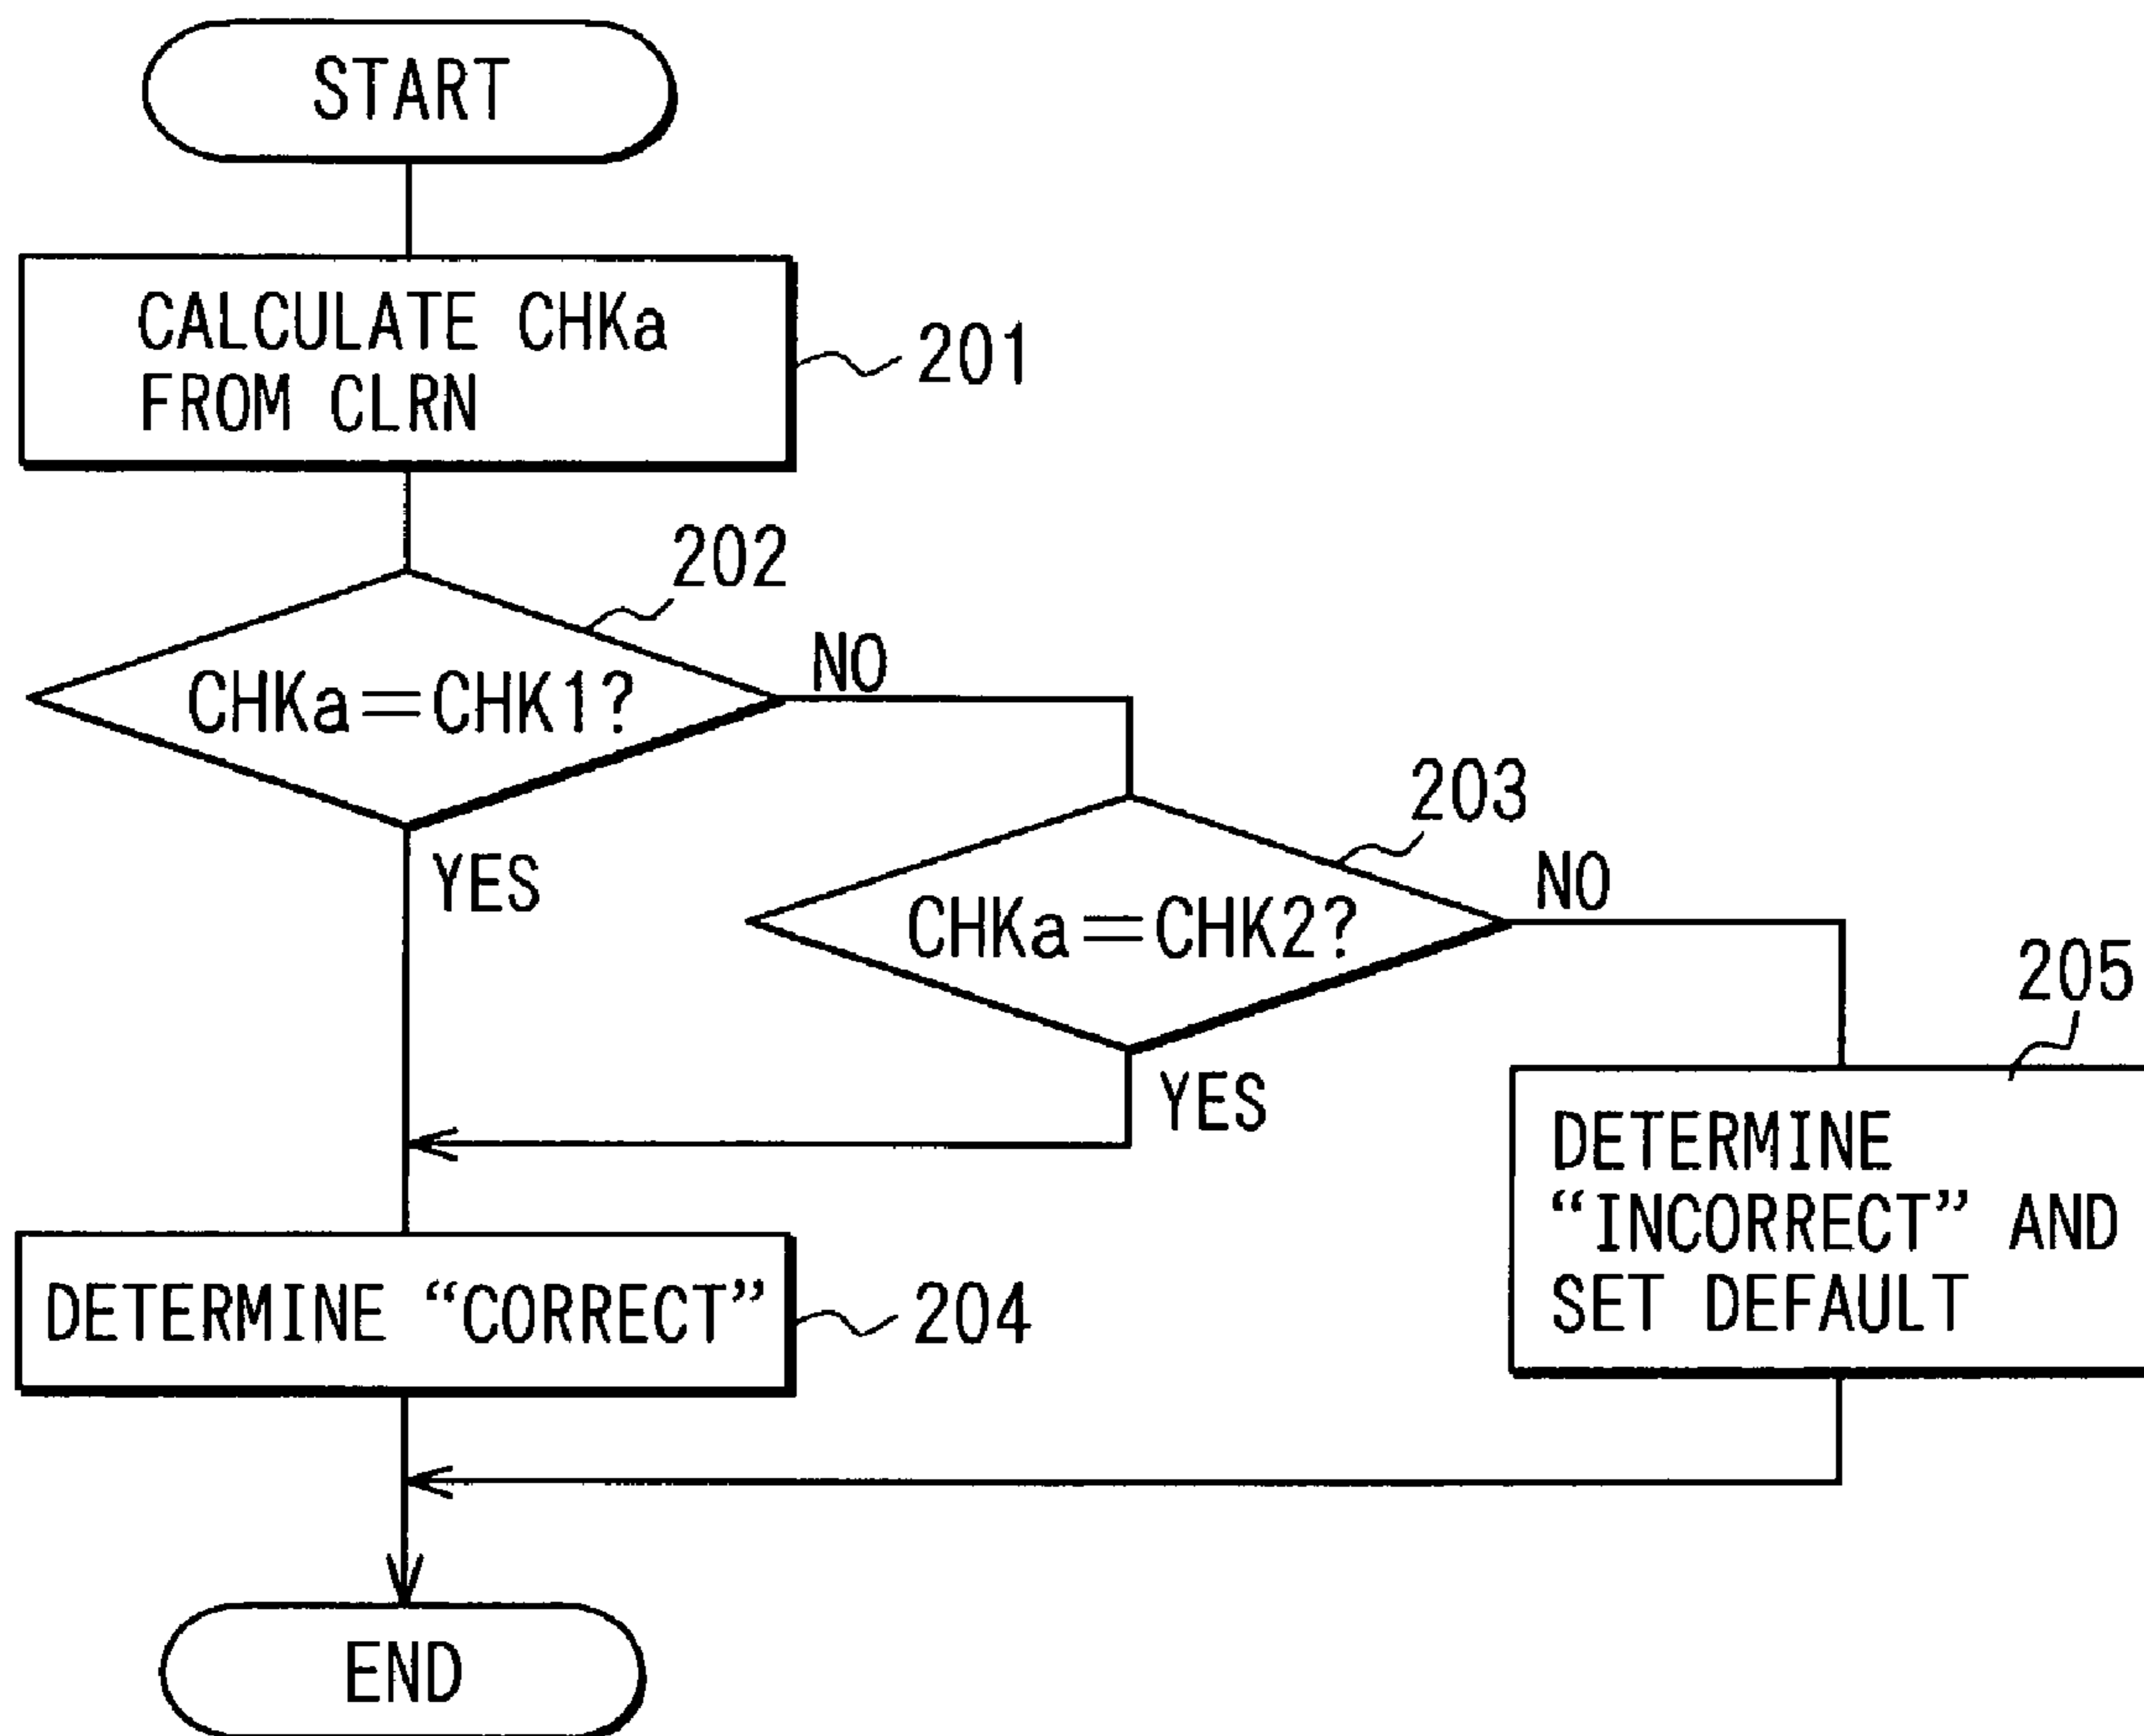 START
CALCULATE CHKa
FROM CLRN
201
202
CHKa=CHK1?
NO
YES
203
CHKa=CHK2?
NO
YES
205
DETERMINE
“INCORRECT” AND
SET DEFAULT
DETERMINE “CORRECT”
204
END